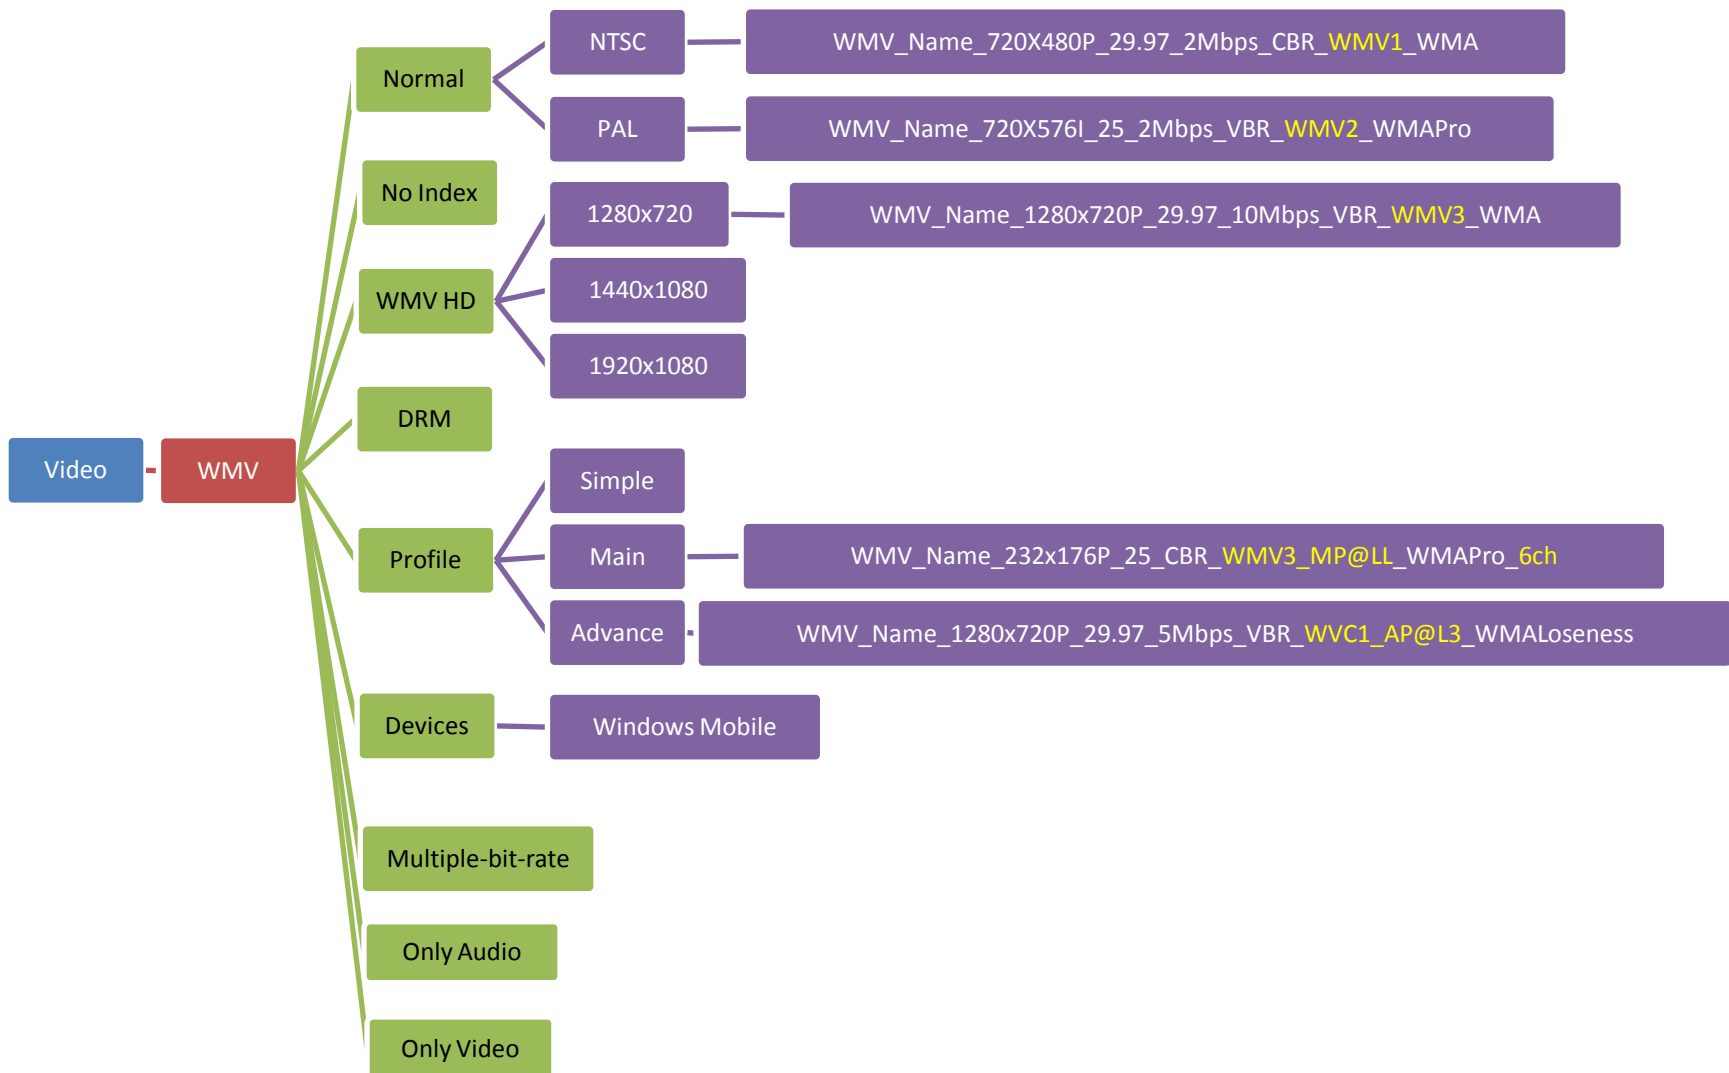 Video
WMV
Normal
NTSC
WMV_Name_720X480P_29.97_2Mbps_CBR_WMV1_WMA
PAL
WMV_Name_720X576I_25_2Mbps_VBR_WMV2_WMAPro
No Index
WMV HD
1280x720
WMV_Name_1280x720P_29.97_10Mbps_VBR_WMV3_WMA
1440x1080
1920x1080
DRM
Profile
Simple
Main
WMV_Name_232x176P_25_CBR_WMV3_MP@LL_WMAPro_6ch
Advance
WMV_Name_1280x720P_29.97_5Mbps_VBR_WVC1_AP@L3_WMALoseness
Devices
Windows Mobile
Multiple-bit-rate
Only Audio
Only Video